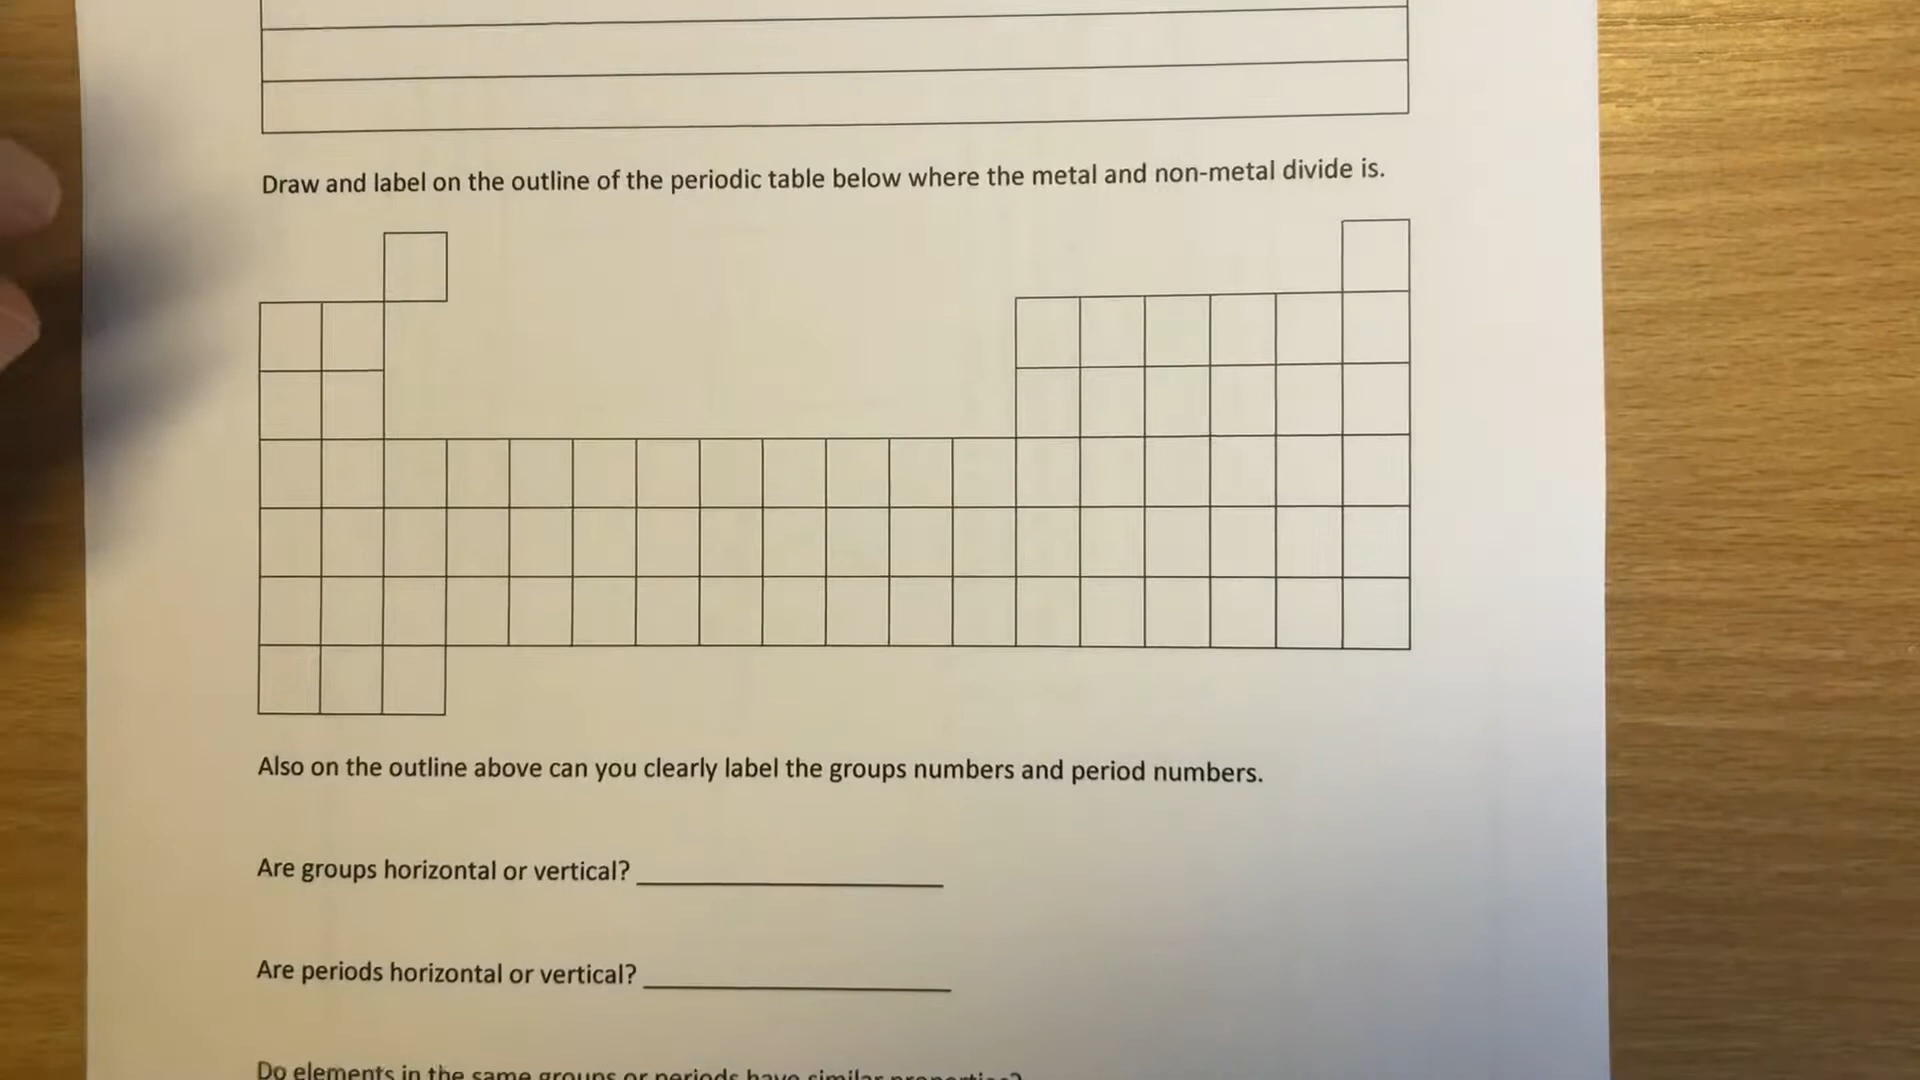 Draw and label on the outline of the periodic table below where the metal and non-metal divide is.
Also on the outline above can you clearly label the groups numbers and period numbers.
Are groups horizontal or vertical?
Are periods horizontal or vertical?
Do elements in the same groups or periods have similar properties?